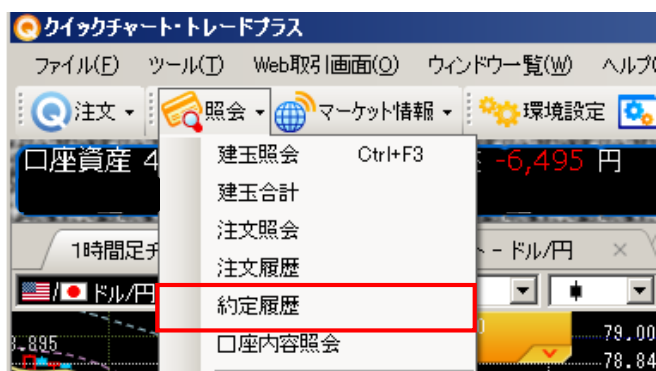 クイックチャート・トレードプラス
ファイル(F) ツール(T) Web取引画面(O) ウィンドウ一覧(W) ヘルプ(
注文 照会 マーケット情報 環境設定
口座資産 4 -6,495 円
建玉照会 Ctrl+F3
建玉合計
注文照会
注文履歴
約定履歴
口座内容照会
1時間足チ ト - ドル/円 ×
/ ドル/円
.895
79.00
78.84